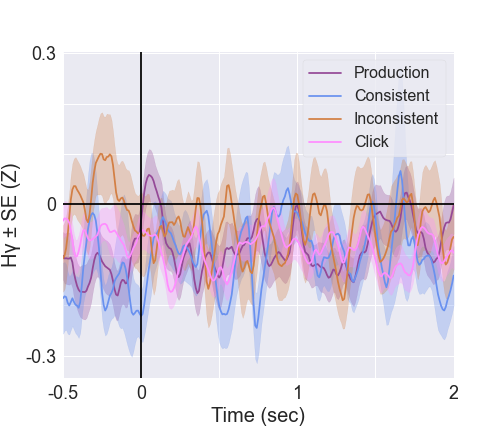 0.3
Production
Consistent
Inconsistent
Click
0
Hγ ± SE (Z)
-0.3
-0.5 0 1 2
Time (sec)